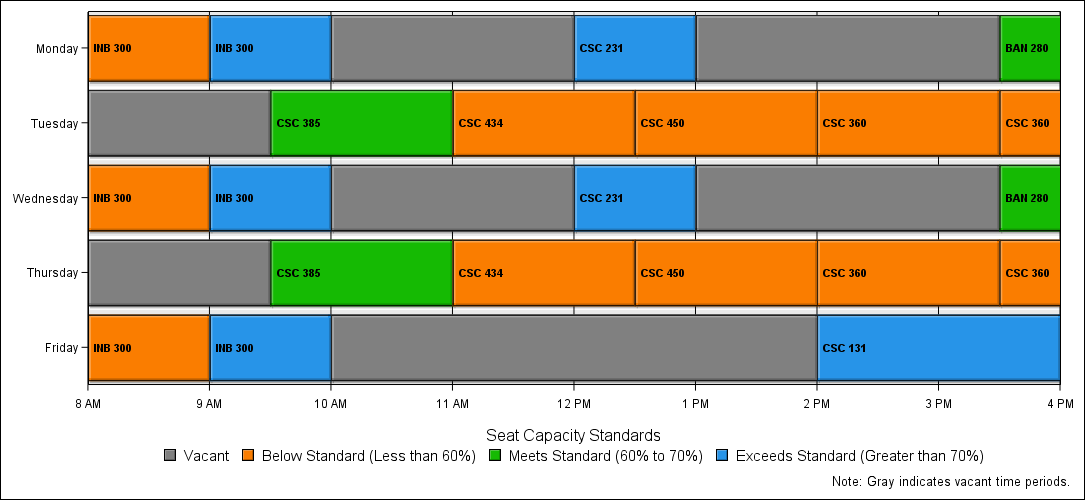 Monday INB 300 INB 300 CSC 231 BAN 280
Tuesday CSC 385 CSC 434 CSC 450 CSC 360 CSC 360
Wednesday INB 300 INB 300 CSC 231 BAN 280
Thursday CSC 385 CSC 434 CSC 450 CSC 360 CSC 360
Friday INB 300 INB 300 CSC 131
8 AM 9 AM 10 AM 11 AM 12 PM 1 PM 2 PM 3 PM 4 PM
Seat Capacity Standards
Vacant Below Standard (Less than 60%) Meets Standard (60% to 70%) Exceeds Standard (Greater than 70%)
Note: Gray indicates vacant time periods.